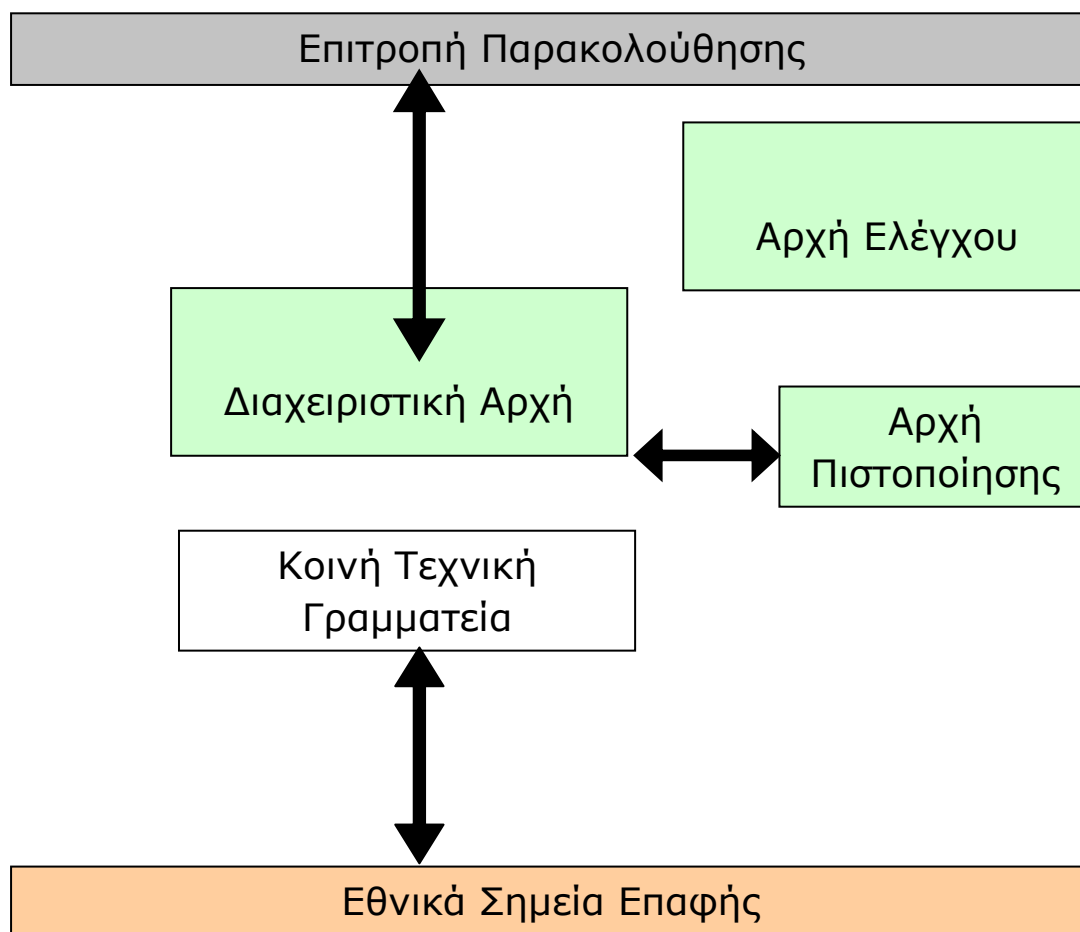 Επιτροπή Παρακολούθησης
Αρχή Ελέγχου
Διαχειριστική Αρχή
Αρχή
Πιστοποίησης
Κοινή Τεχνική
Γραμματεία
Εθνικά Σημεία Επαφής